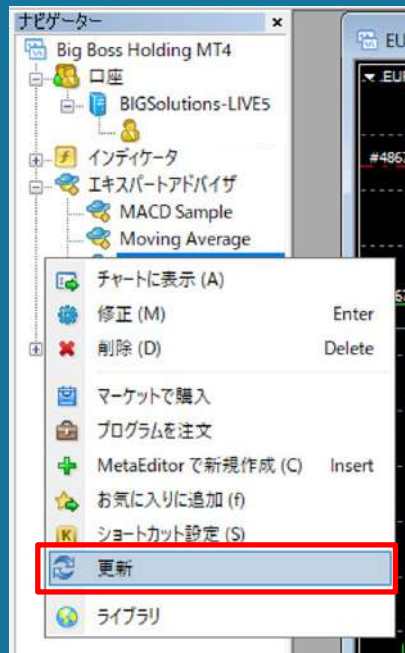 ナビゲーター
×
Big Boss Holding MT4
口座
BIGSolutions-LIVE5
インディケータ
エキスパートアドバイザ
MACD Sample
Moving Average
チャートに表示 (A)
修正 (M) Enter
削除 (D) Delete
マーケットで購入
プログラムを注文
MetaEditor で新規作成 (C) Insert
お気に入りに追加 (f)
ショートカット設定 (S)
更新
ライブラリ
EU
EU
#486